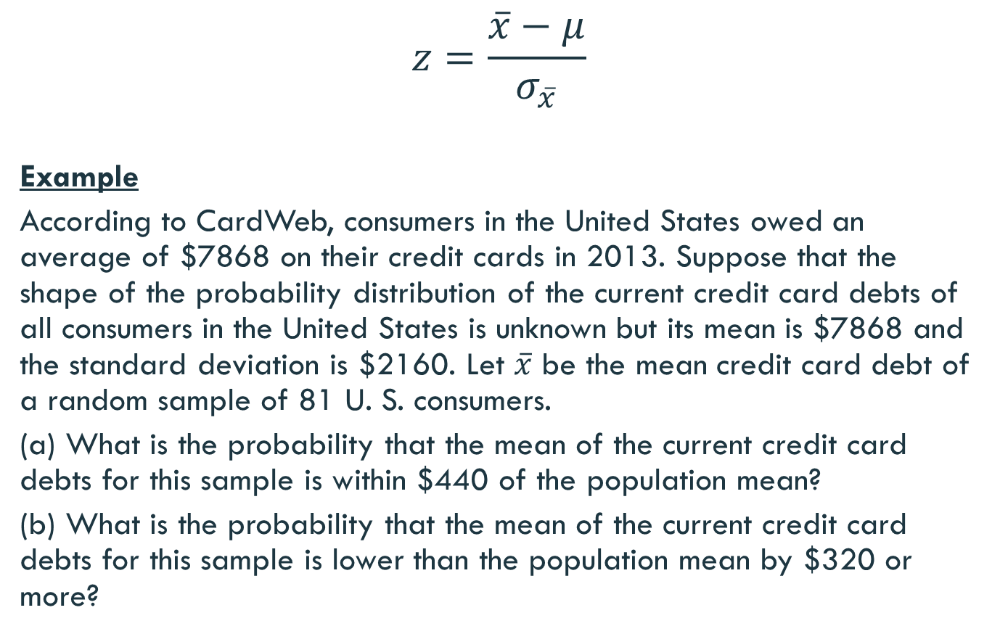 z = \frac{\bar{x} - \mu}{\sigma_{\bar{x}}}
Example
According to CardWeb, consumers in the United States owed an
average of $7868 on their credit cards in 2013. Suppose that the
shape of the probability distribution of the current credit card debts of
all consumers in the United States is unknown but its mean is $7868 and
the standard deviation is $2160. Let x̄ be the mean credit card debt of
a random sample of 81 U. S. consumers.
(a) What is the probability that the mean of the current credit card
debts for this sample is within $440 of the population mean?
(b) What is the probability that the mean of the current credit card
debts for this sample is lower than the population mean by $320 or
more?